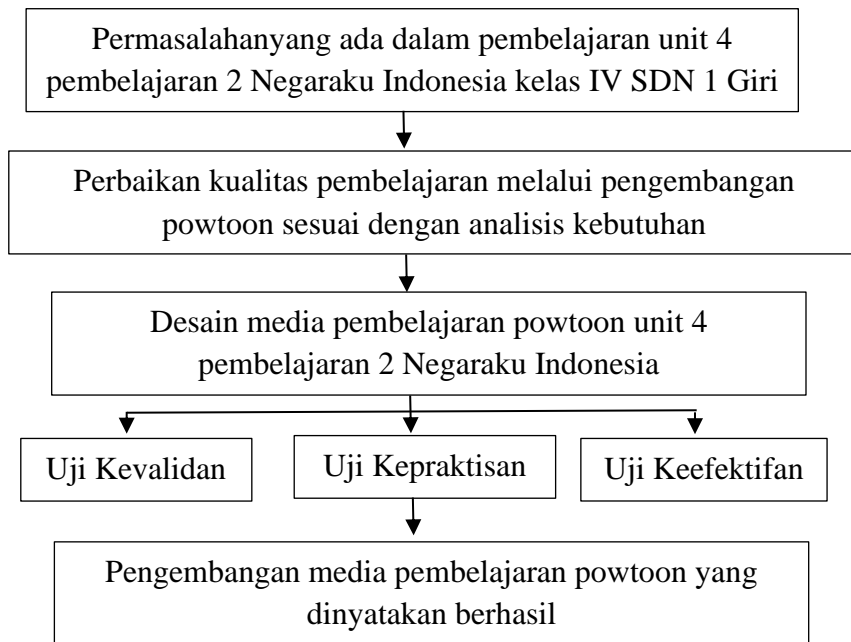 Permasalahanyang ada dalam pembelajaran unit 4
pembelajaran 2 Negaraku Indonesia kelas IV SDN 1 Giri
Perbaikan kualitas pembelajaran melalui pengembangan
powtoon sesuai dengan analisis kebutuhan
Desain media pembelajaran powtoon unit 4
pembelajaran 2 Negaraku Indonesia
Uji Kevalidan
Uji Kepraktisan
Uji Keefektifan
Pengembangan media pembelajaran powtoon yang
dinyatakan berhasil